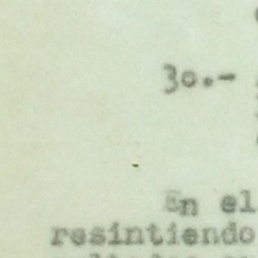 3o.-
En el
resintiendo